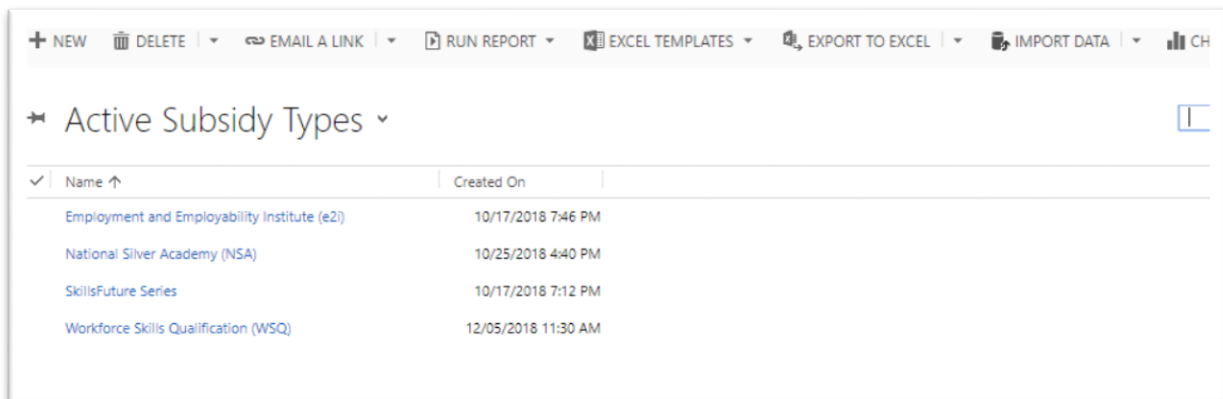 NEW DELETE EMAIL A LINK RUN REPORT EXCEL TEMPLATES EXPORT TO EXCEL IMPORT DATA CH
Active Subsidy Types
Name Created On
Employment and Employability Institute (e2i) 10/17/2018 7:46 PM
National Silver Academy (NSA) 10/25/2018 4:40 PM
SkillsFuture Series 10/17/2018 7:12 PM
Workforce Skills Qualification (WSQ) 12/05/2018 11:30 AM